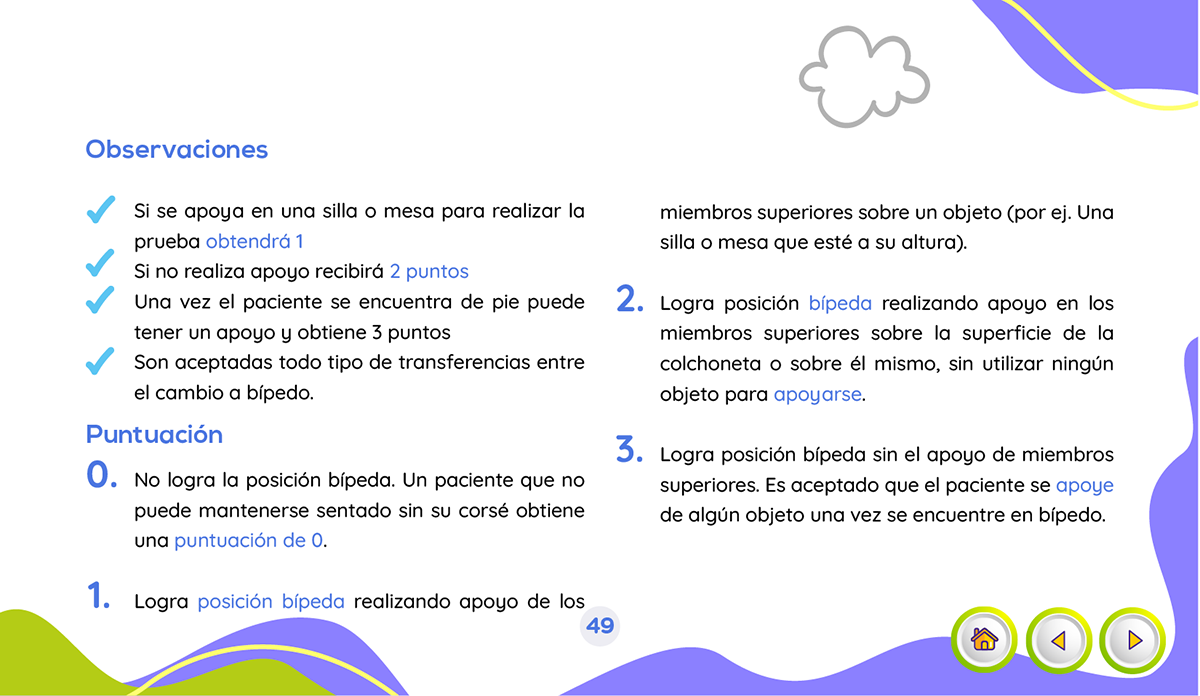 Observaciones
Si se apoya en una silla o mesa para realizar la
prueba obtendrá 1
Si no realiza apoyo recibirá 2 puntos
Una vez el paciente se encuentra de pie puede
tener un apoyo y obtiene 3 puntos
Son aceptadas todo tipo de transferencias entre
el cambio a bípedo.
Puntuación
0. No logra la posición bípeda. Un paciente que no
puede mantenerse sentado sin su corsé obtiene
una puntuación de 0.
1. Logra posición bípeda realizando apoyo de los
miembros superiores sobre un objeto (por ej. Una
silla o mesa que esté a su altura).
2. Logra posición bípeda realizando apoyo en los
miembros superiores sobre la superficie de la
colchoneta o sobre él mismo, sin utilizar ningún
objeto para apoyarse.
3. Logra posición bípeda sin el apoyo de miembros
superiores. Es aceptado que el paciente se apoye
de algún objeto una vez se encuentre en bípedo.
49